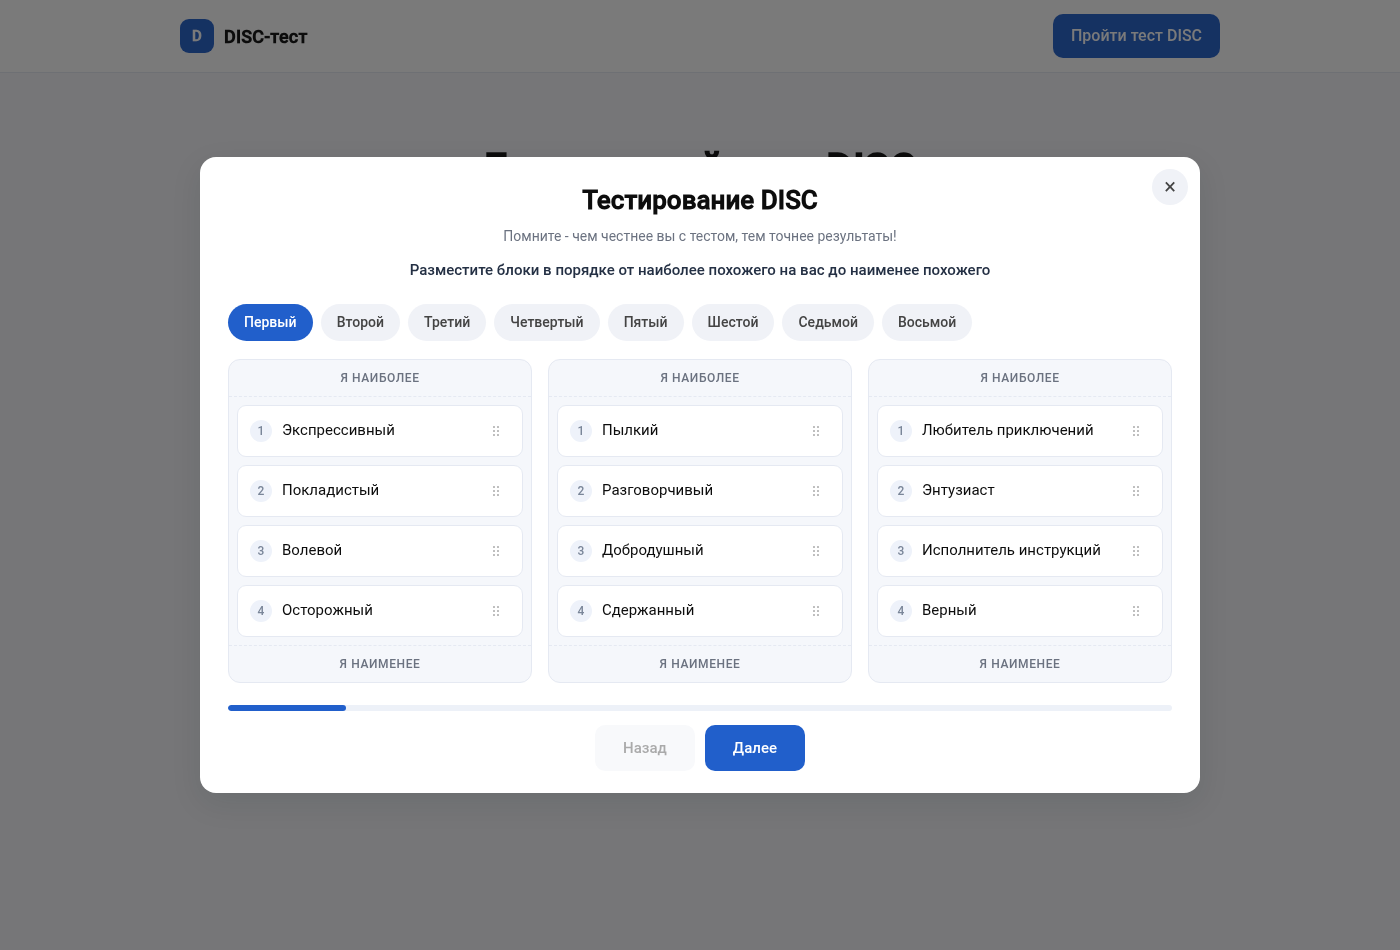 D DISC-тест
Пройти тест DISC
Тестирование DISC
Помните - чем честнее вы с тестом, тем точнее результаты!
Разместите блоки в порядке от наиболее похожего на вас до наименее похожего
Первый Второй Третий Четвертый Пятый Шестой Седьмой Восьмой
Я НАИБОЛЕЕ
1 Экспрессивный
2 Покладистый
3 Волевой
4 Осторожный
Я НАИМЕНЕЕ
Я НАИБОЛЕЕ
1 Пылкий
2 Разговорчивый
3 Добродушный
4 Сдержанный
Я НАИМЕНЕЕ
Я НАИБОЛЕЕ
1 Любитель приключений
2 Энтузиаст
3 Исполнитель инструкций
4 Верный
Я НАИМЕНЕЕ
Назад Далее